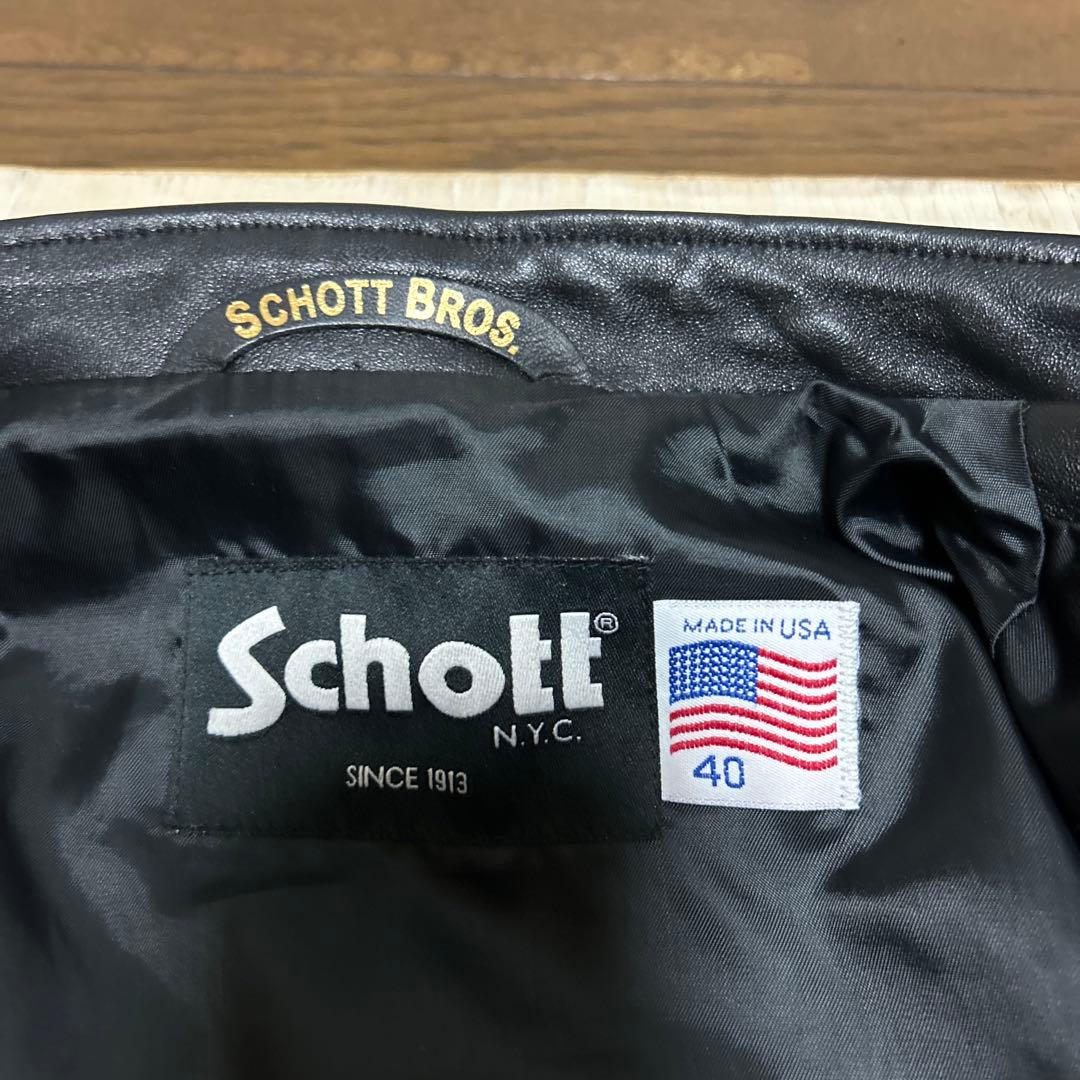 SCHOTT BROS.
Schott®
N.Y.C.
SINCE 1913
MADE IN USA
40